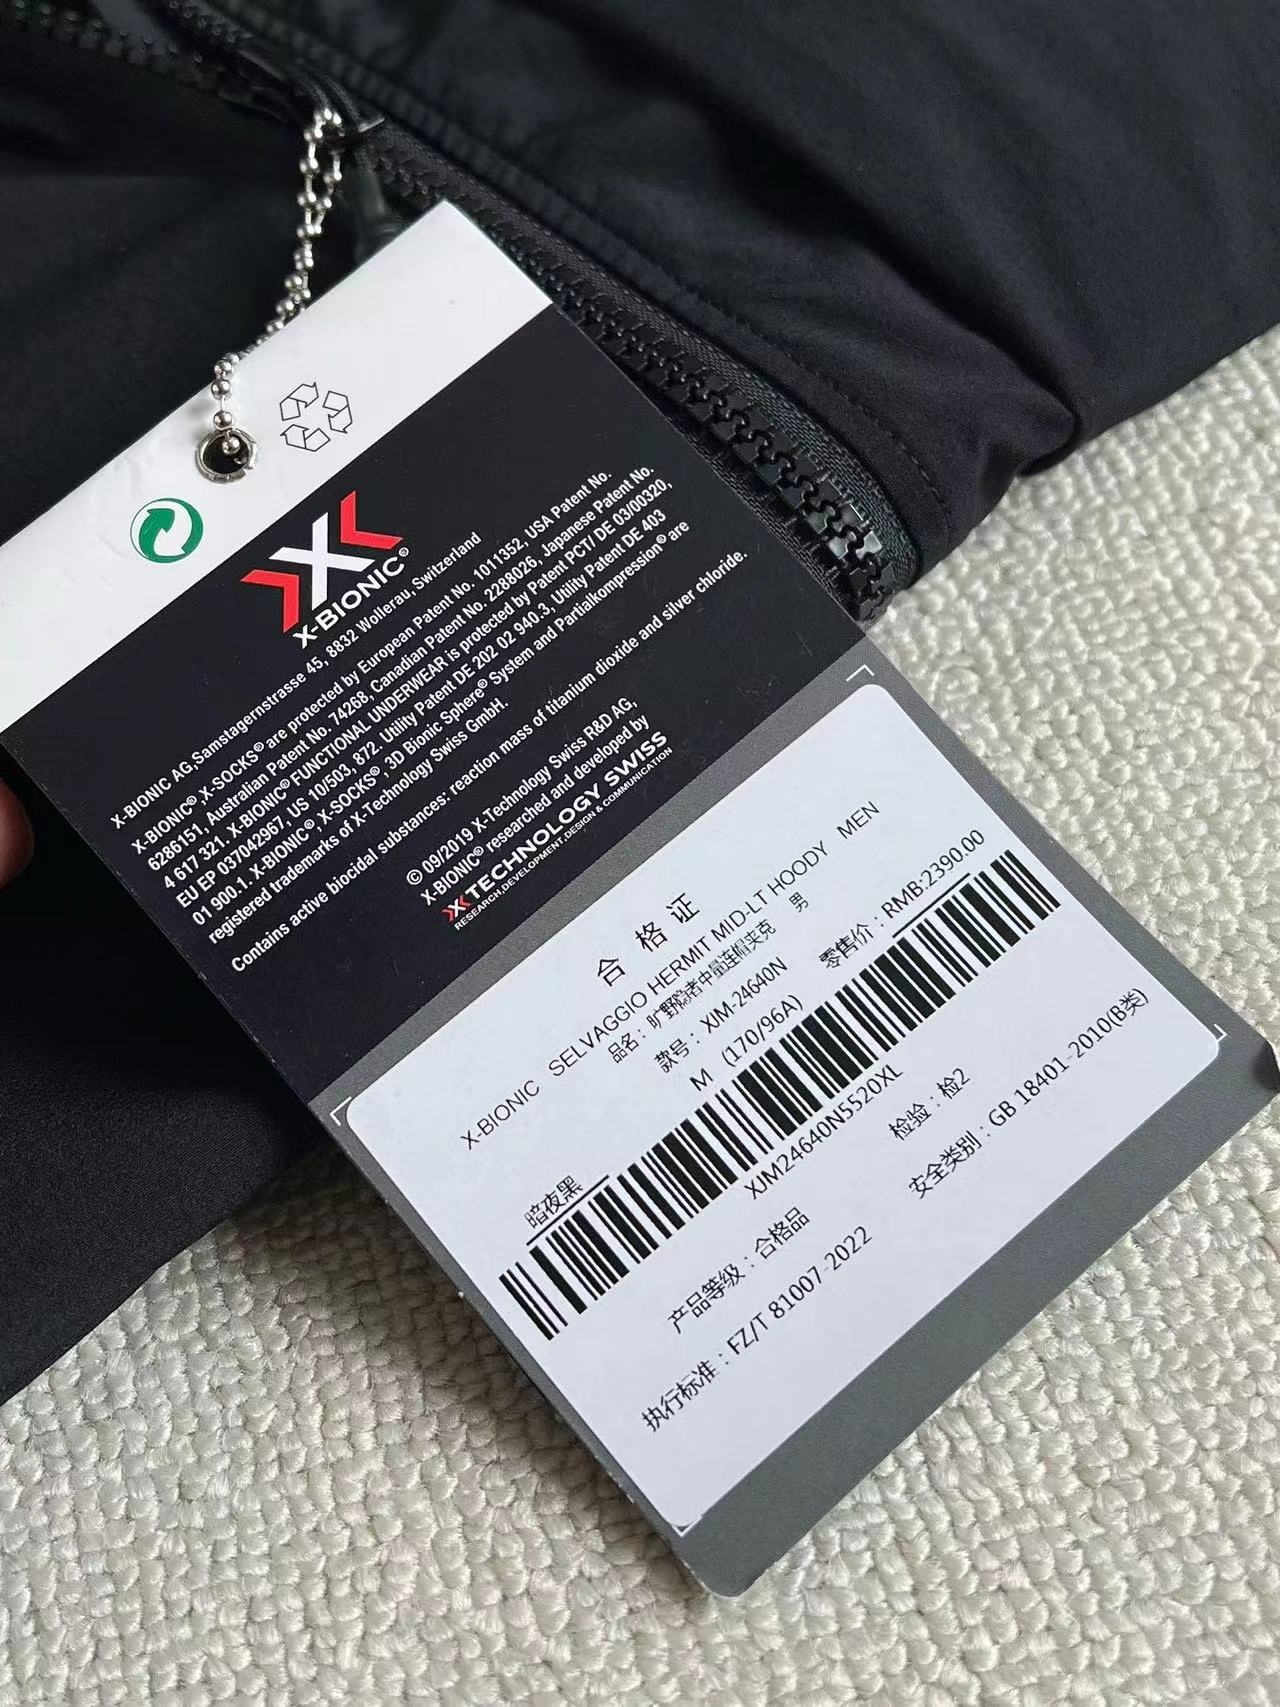 X-BIONIC®
X-BIONIC AG,Samstagernstrasse 45, 8832 Wollerau, Switzerland
X-BIONIC®,X-SOCKS® are protected by European Patent No. 1011352, USA Patent No.
6286151, Australian Patent No. 74268, Canadian Patent No. 2288026, Japanese Patent No.
4 617 321. X-BIONIC® FUNCTIONAL UNDERWEAR is protected by Patent PCT/ DE 03/00320,
EU EP 037042967, US 10/503, 872. Utility Patent DE 202 02 940.3, Utility Patent DE 403
01 900.1. X-BIONIC®, X-SOCKS®, 3D Bionic Sphere® System and Partialkompression® are
registered trademarks of X-Technology Swiss GmbH.
Contains active biocidal substances: reaction mass of titanium dioxide and silver chloride.
© 09/2019 X-Technology Swiss R&D AG,
X-BIONIC® researched and developed by
X TECHNOLOGY SWISS
RESEARCH,DEVELOPMENT,DESIGN & COMMUNICATION
合格证
X-BIONIC SELVAGGIO HERMIT MID-LT HOODY MEN
品名：旷野隐者中量连帽夹克 男
款号：XJM-24640N 零售价：RMB:2390.00
M (170/96A)
暗夜黑
XJM24640N5520XL
产品等级：合格品 检验：检2
执行标准：FZ/T 81007-2022 安全类别：GB 18401-2010(B类)